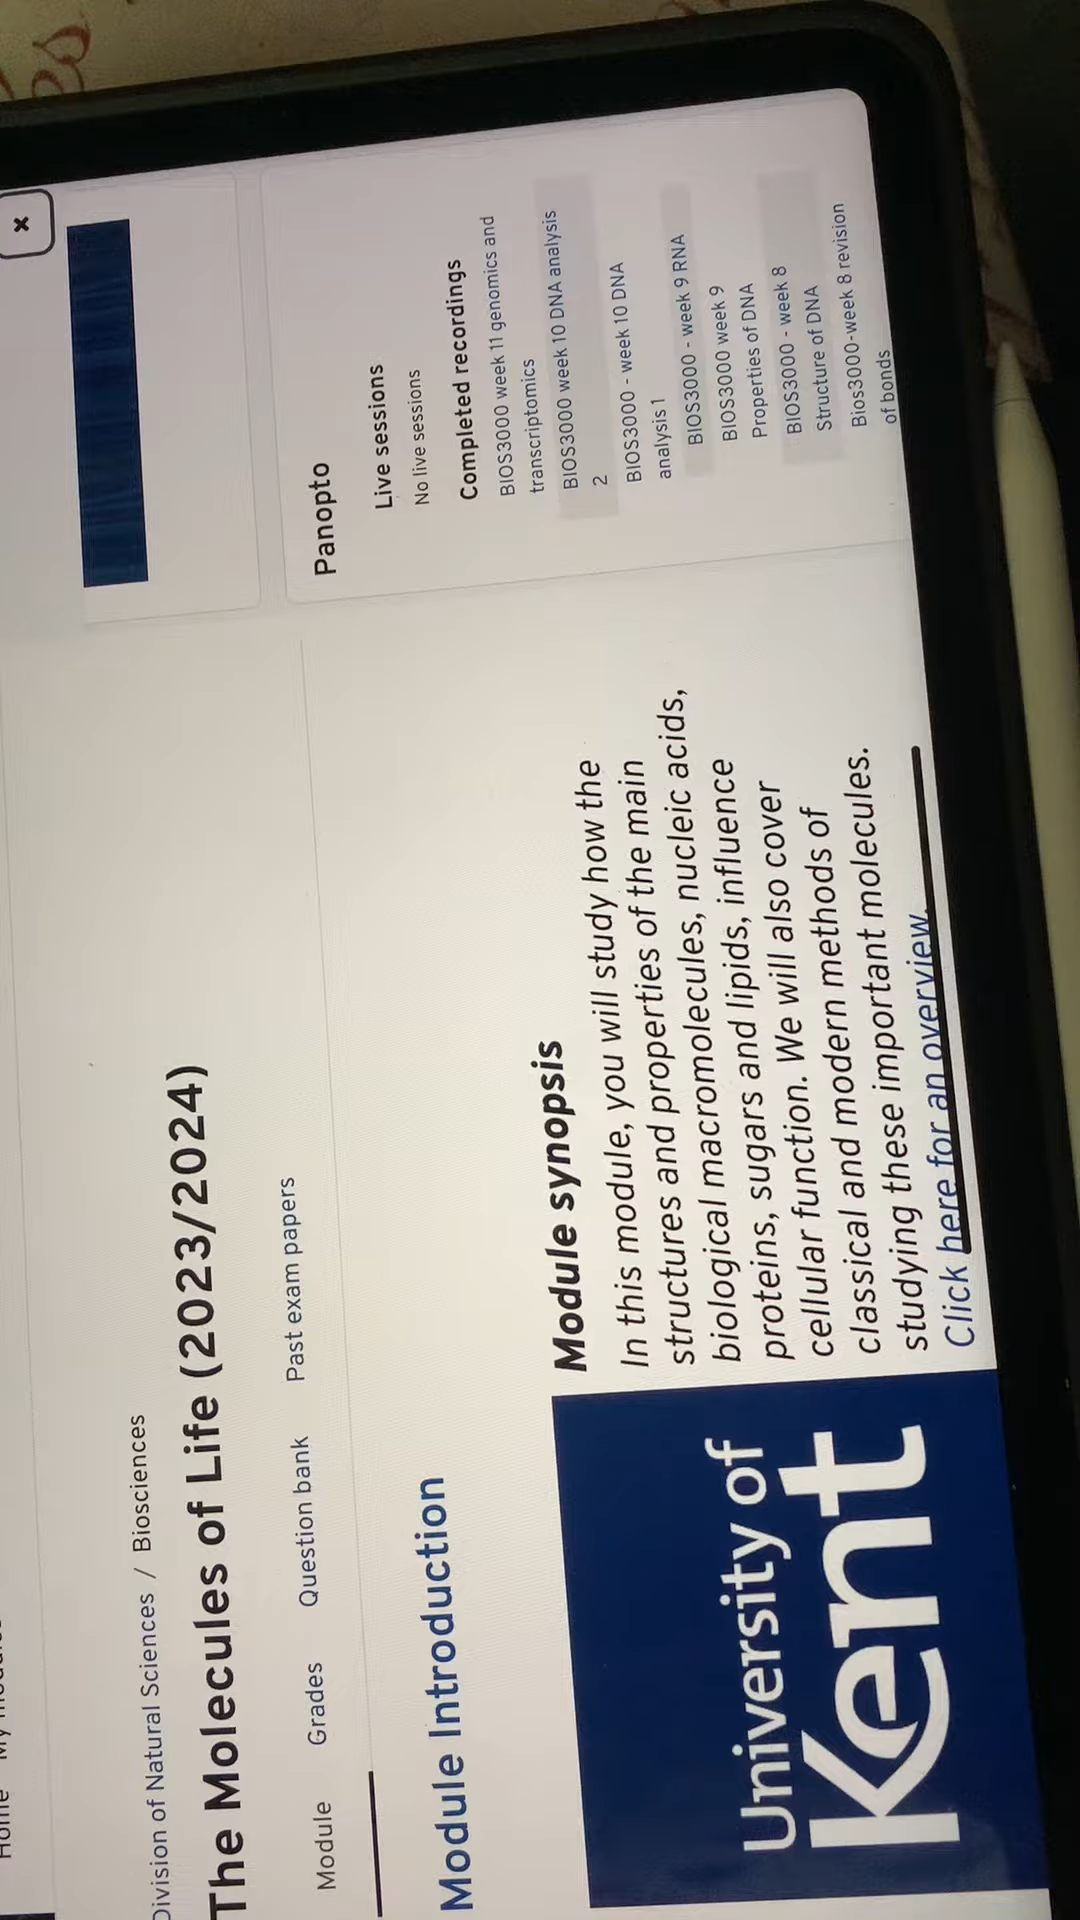 Home
Division of Natural Sciences / Biosciences
The Molecules of Life (2023/2024)
Module Grades Question bank Past exam papers
Module Introduction
University of
Kent
Module synopsis
In this module, you will study how the
structures and properties of the main
biological macromolecules, nucleic acids,
proteins, sugars and lipids, influence
cellular function. We will also cover
classical and modern methods of
studying these important molecules.
Click here for an overview.
Panopto
Live sessions
No live sessions
Completed recordings
BIOS3000 week 11 genomics and
transcriptomics
BIOS3000 week 10 DNA analysis
2
BIOS3000 - week 10 DNA
analysis 1
BIOS3000 - week 9 RNA
BIOS3000 week 9
Properties of DNA
BIOS3000 - week 8
Structure of DNA
Bios3000-week 8 revision
of bonds